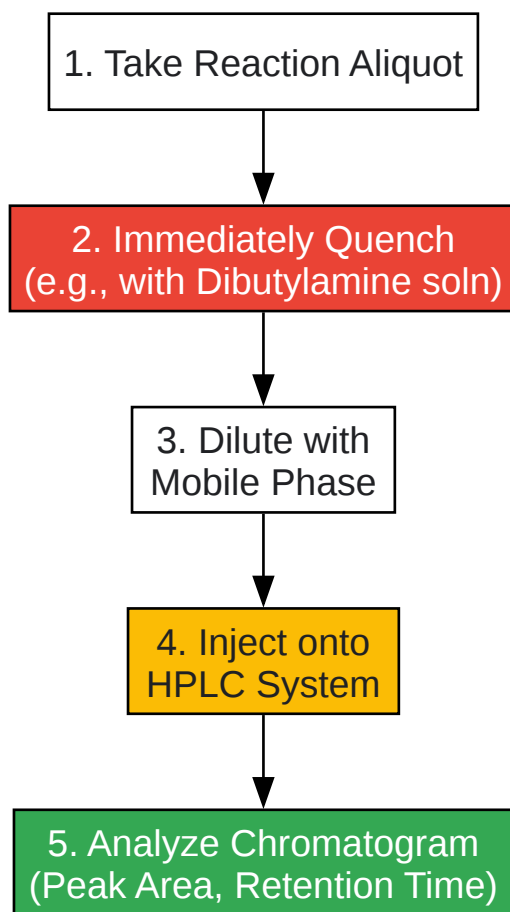 1. Take Reaction Aliquot
2. Immediately Quench
(e.g., with Dibutylamine soln)
3. Dilute with
Mobile Phase
4. Inject onto
HPLC System
5. Analyze Chromatogram
(Peak Area, Retention Time)